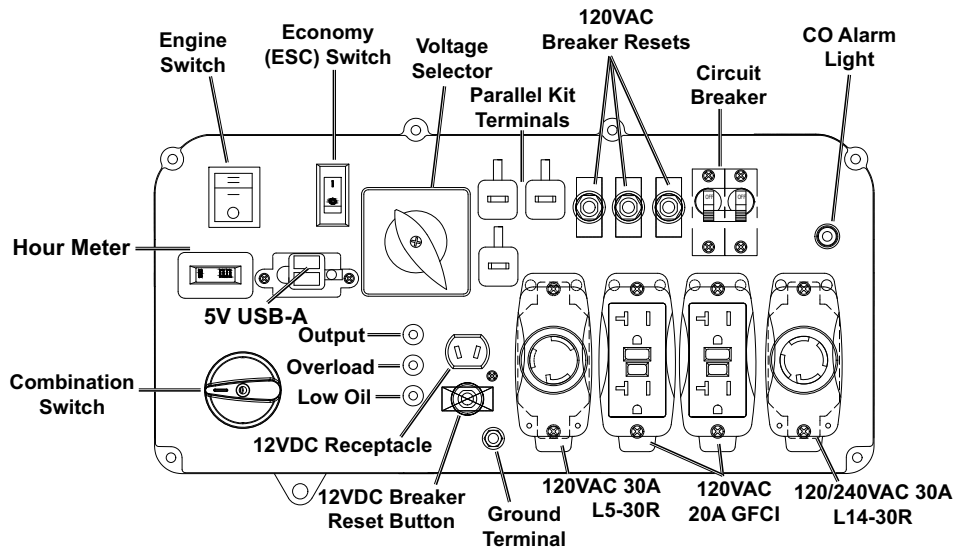 120VAC
Breaker Resets
CO Alarm
Light
Engine
Switch
Economy
(ESC) Switch
Voltage
Selector
Parallel Kit
Terminals
Circuit
Breaker
OFF OFF
Hour Meter
5V USB-A
Output
Overload
Low Oil
Combination
Switch
12VDC Receptacle
12VDC Breaker
Reset Button
Ground
Terminal
120VAC 30A
L5-30R
120VAC
20A GFCI
120/240VAC 30A
L14-30R